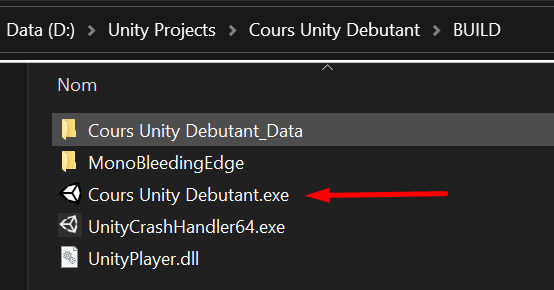 Data (D:) > Unity Projects > Cours Unity Debutant > BUILD
Nom
Cours Unity Debutant_Data
MonoBleedingEdge
Cours Unity Debutant.exe
UnityCrashHandler64.exe
UnityPlayer.dll